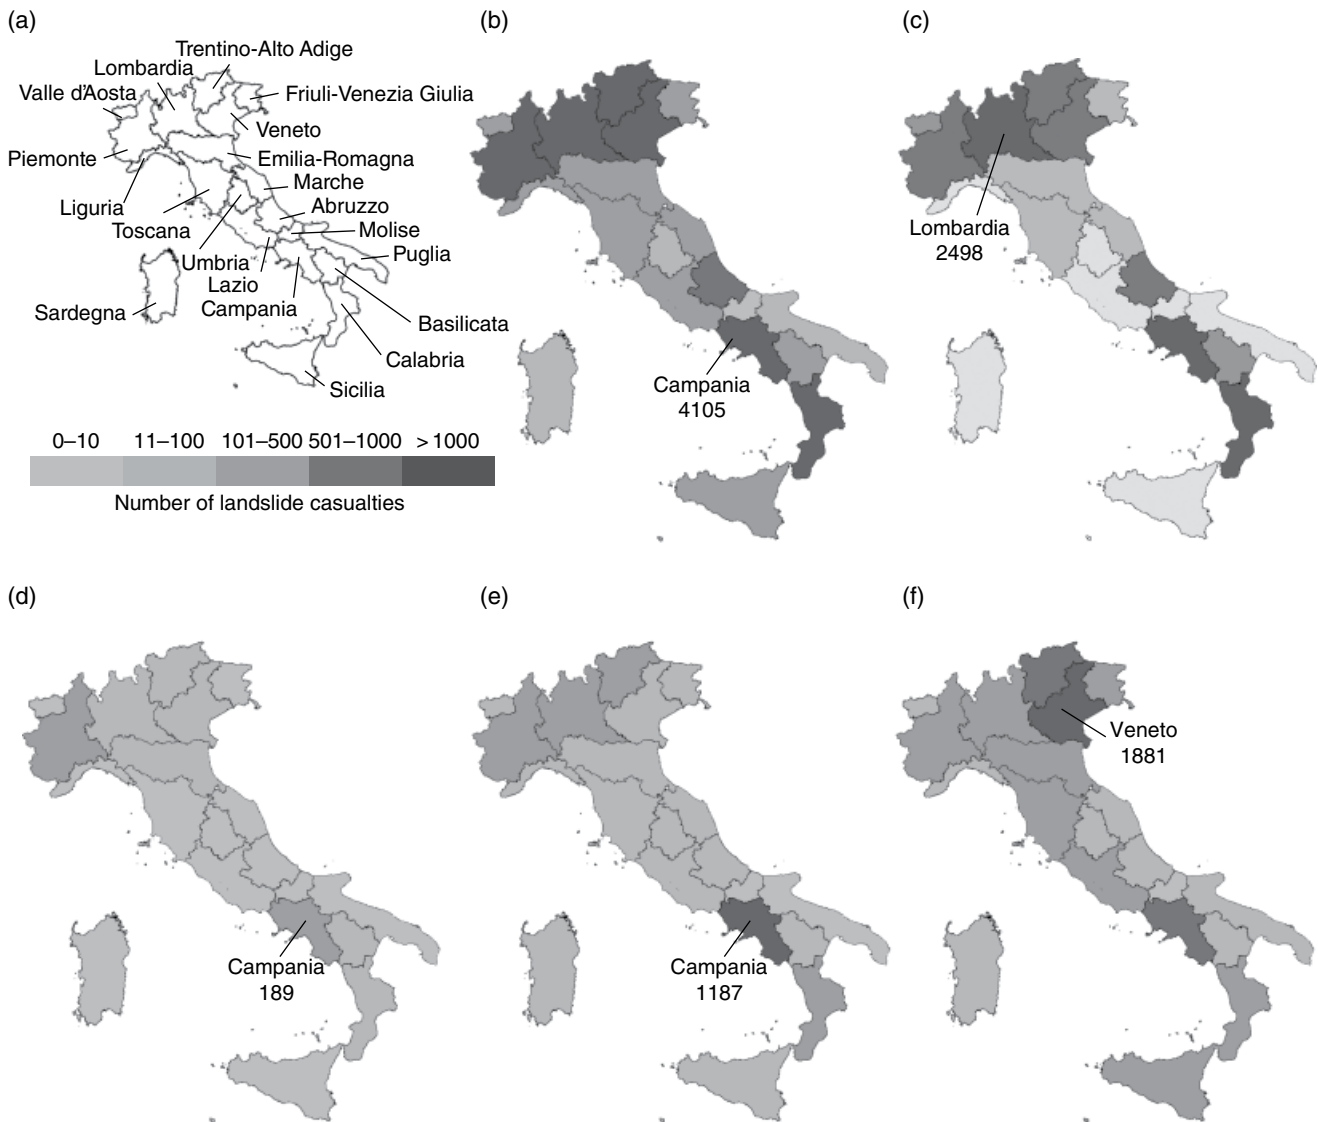 (a)
Trentino-Alto Adige
Lombardia
Valle d'Aosta
Friuli-Venezia Giulia
Veneto
Piemonte
Emilia-Romagna
Marche
Liguria
Abruzzo
Toscana
Molise
Umbria
Puglia
Lazio
Campania
Sardegna
Basilicata
Calabria
Sicilia
0–10 11–100 101–500 501–1000 >1000
Number of landslide casualties
(b)
Campania
4105
(c)
Lombardia
2498
(d)
Campania
189
(e)
Campania
1187
(f)
Veneto
1881